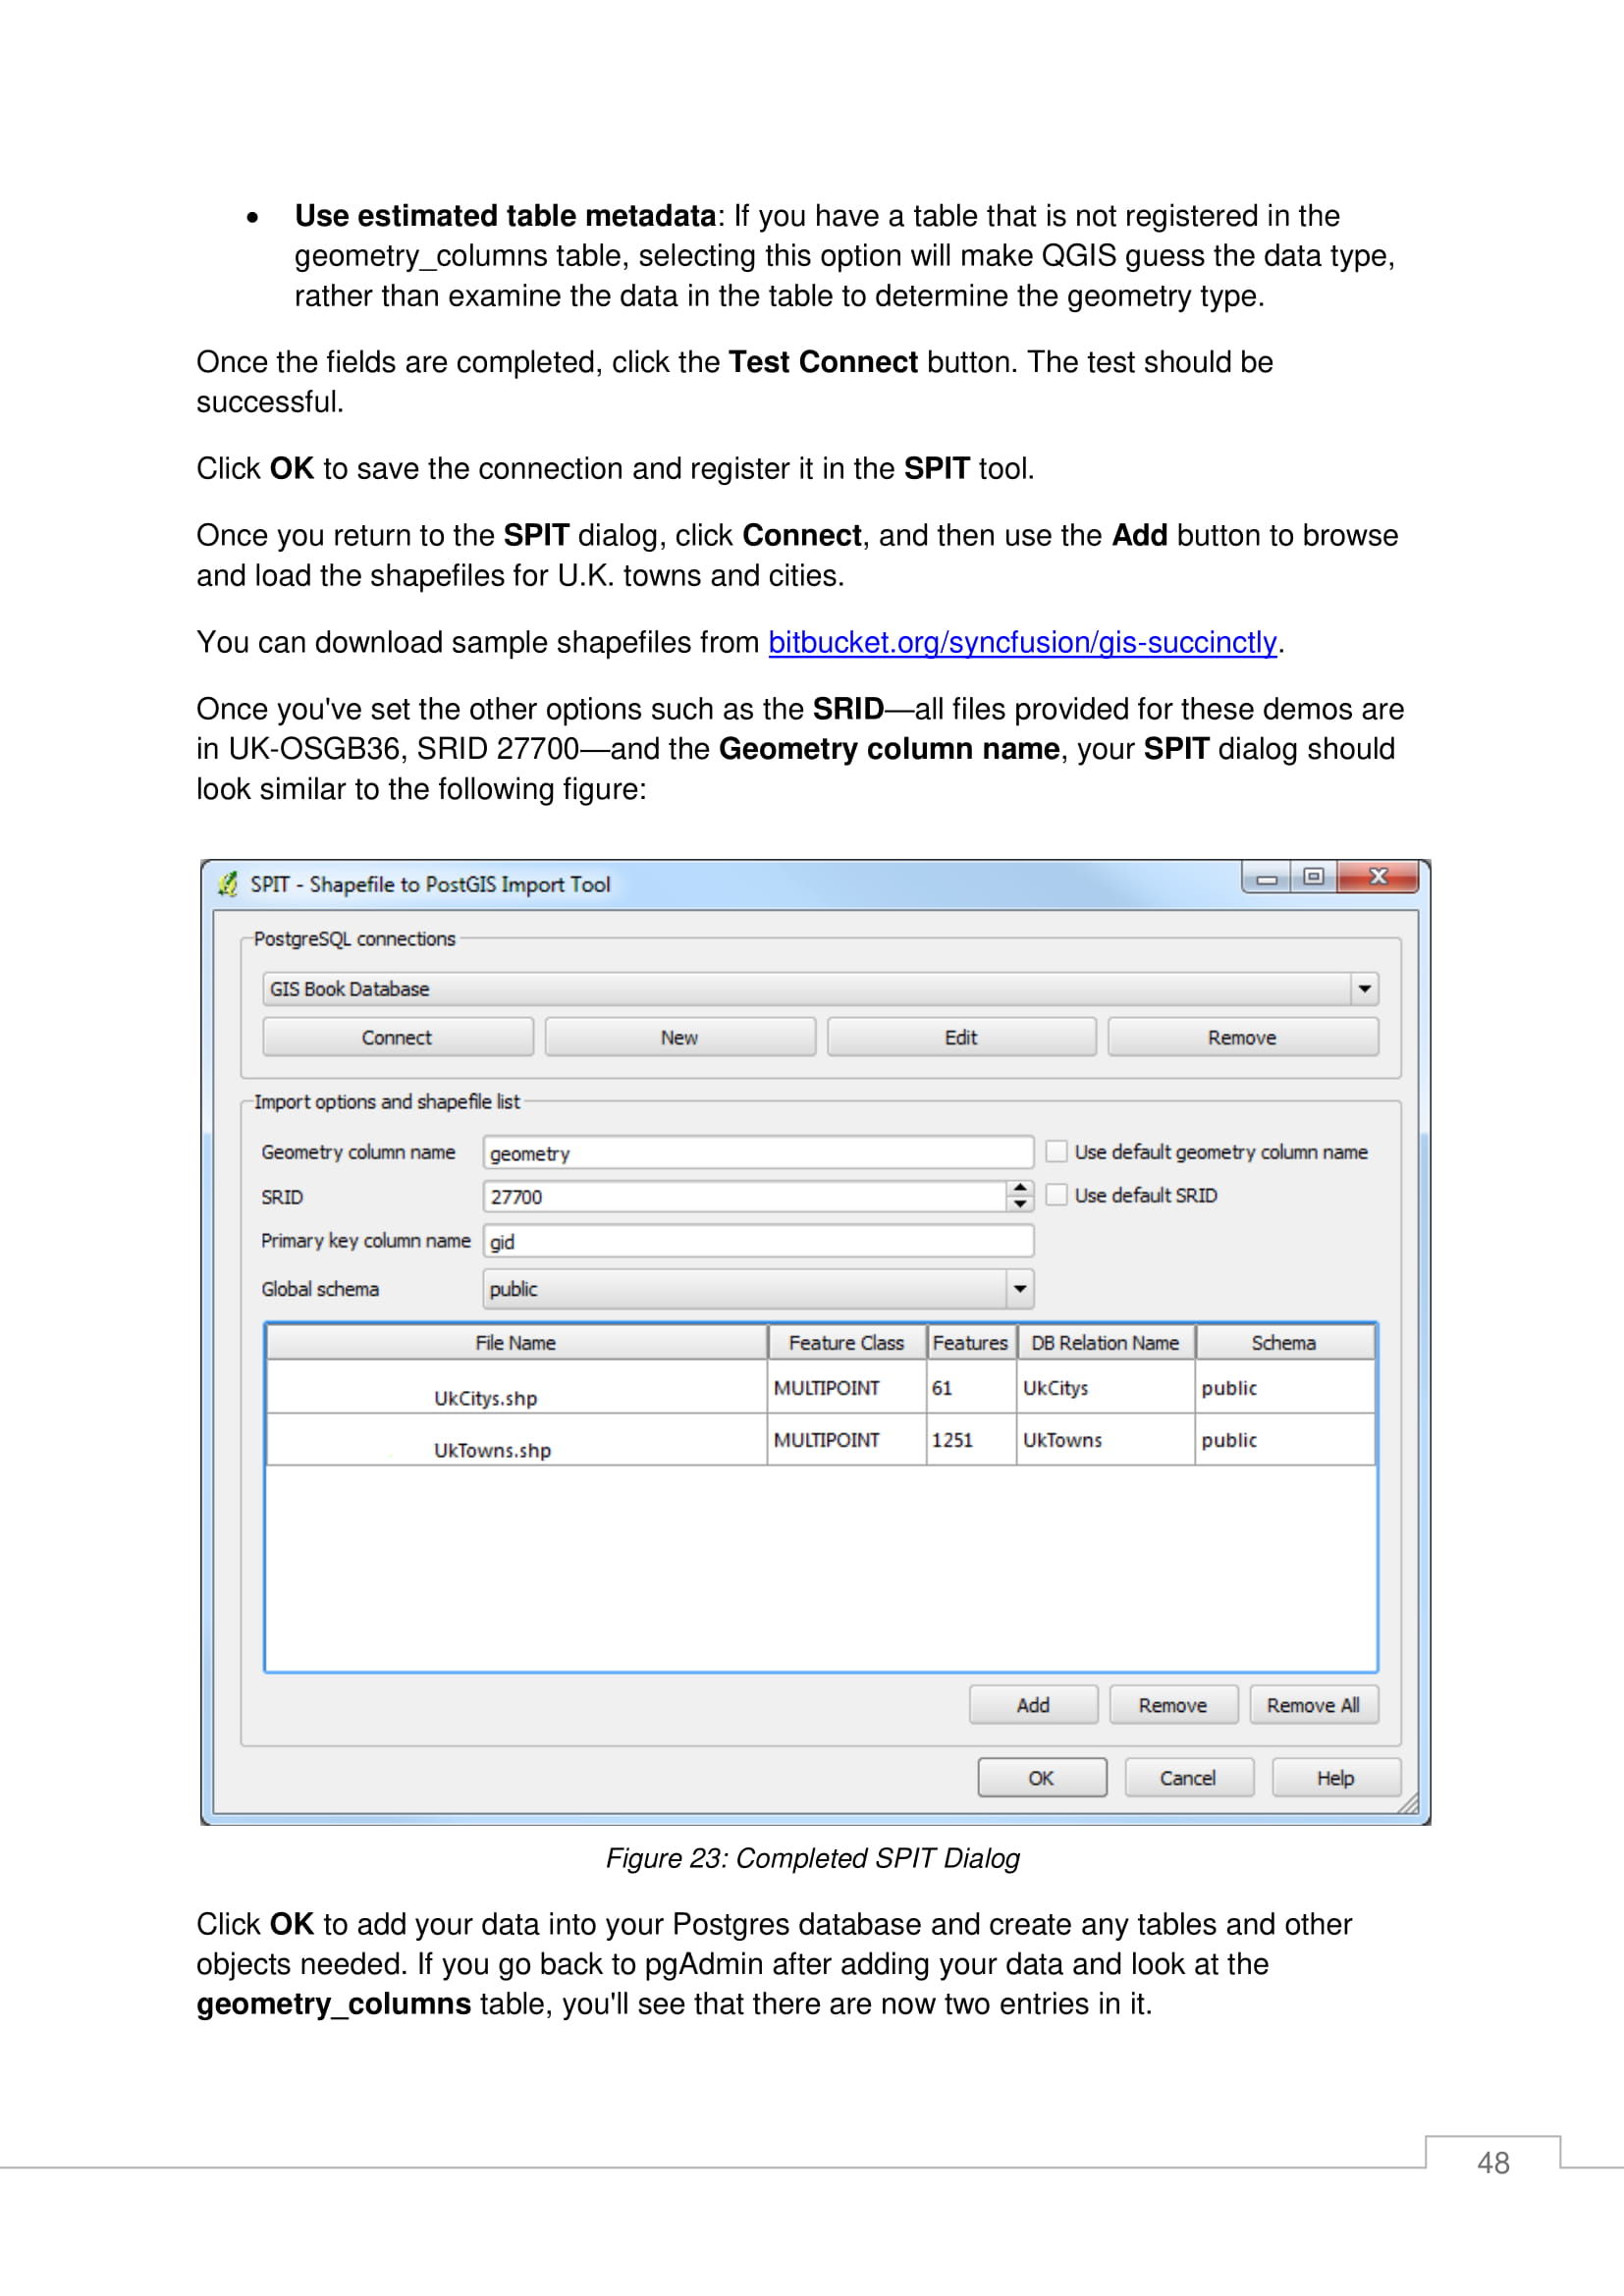 • Use estimated table metadata: If you have a table that is not registered in the
geometry_columns table, selecting this option will make QGIS guess the data type,
rather than examine the data in the table to determine the geometry type.
Once the fields are completed, click the Test Connect button. The test should be
successful.
Click OK to save the connection and register it in the SPIT tool.
Once you return to the SPIT dialog, click Connect, and then use the Add button to browse
and load the shapefiles for U.K. towns and cities.
You can download sample shapefiles from bitbucket.org/syncfusion/gis-succinctly.
Once you've set the other options such as the SRID—all files provided for these demos are
in UK-OSGB36, SRID 27700—and the Geometry column name, your SPIT dialog should
look similar to the following figure:
SPIT - Shapefile to PostGIS Import Tool
PostgreSQL connections
GIS Book Database
Connect New Edit Remove
Import options and shapefile list
Geometry column name geometry Use default geometry column name
SRID 27700 Use default SRID
Primary key column name gid
Global schema public
File Name Feature Class Features DB Relation Name Schema
UkCitys.shp MULTIPOINT 61 UkCitys public
UkTowns.shp MULTIPOINT 1251 UkTowns public
Add Remove Remove All
OK Cancel Help
Figure 23: Completed SPIT Dialog
Click OK to add your data into your Postgres database and create any tables and other
objects needed. If you go back to pgAdmin after adding your data and look at the
geometry_columns table, you'll see that there are now two entries in it.
48